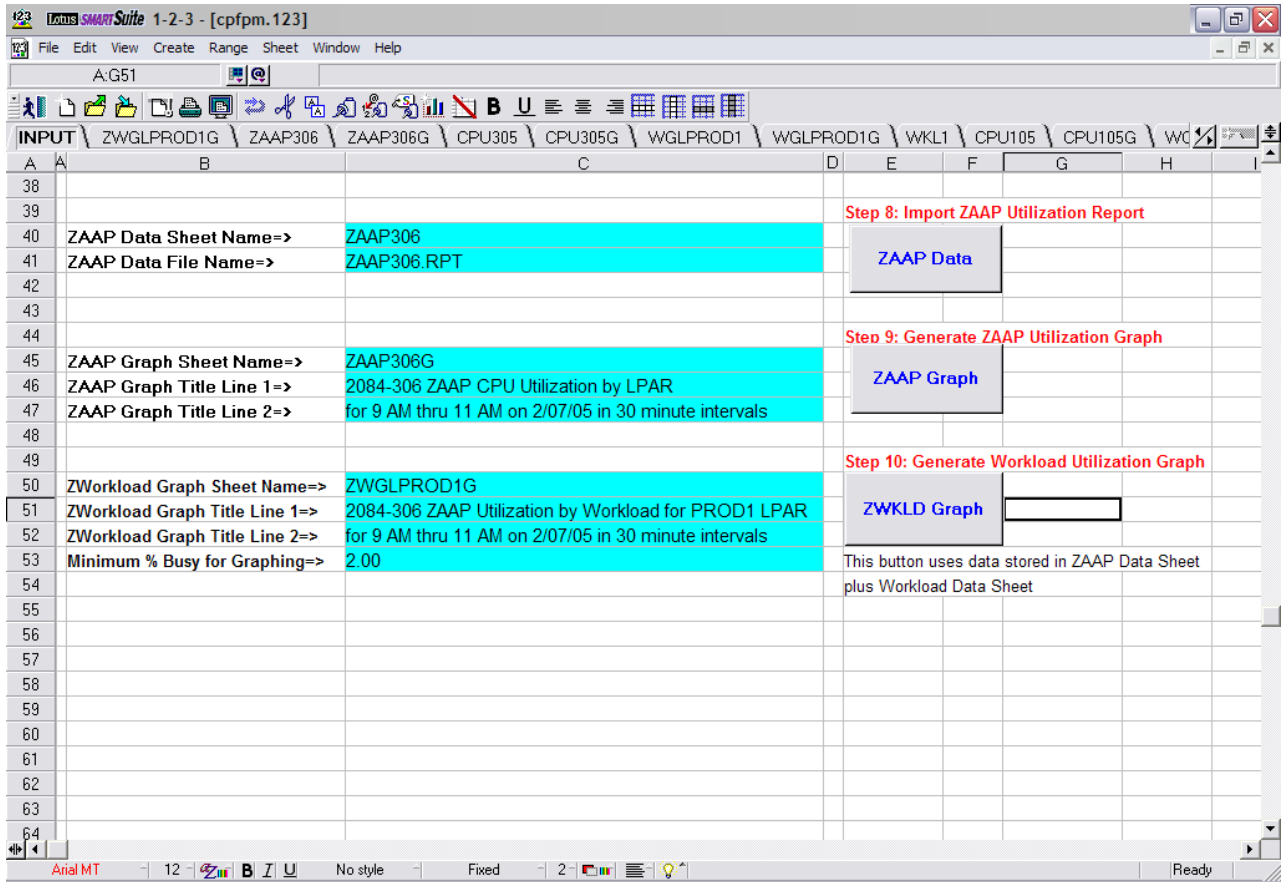 Lotus SMARTSuite 1-2-3 - [cpfpm.123]
File Edit View Create Range Sheet Window Help
A:G51
INPUT ZWGLPROD1G ZAAP306 ZAAP306G CPU305 CPU305G WGLPROD1 WGLPROD1G WKL1 CPU105 CPU105G
A A B C D E F G H I
38
39 Step 8: Import ZAAP Utilization Report
40 ZAAP Data Sheet Name=> ZAAP306
41 ZAAP Data File Name=> ZAAP306.RPT ZAAP Data
42
43
44 Step 9: Generate ZAAP Utilization Graph
45 ZAAP Graph Sheet Name=> ZAAP306G
46 ZAAP Graph Title Line 1=> 2084-306 ZAAP CPU Utilization by LPAR ZAAP Graph
47 ZAAP Graph Title Line 2=> for 9 AM thru 11 AM on 2/07/05 in 30 minute intervals
48
49 Step 10: Generate Workload Utilization Graph
50 ZWorkload Graph Sheet Name=> ZWGLPROD1G
51 ZWorkload Graph Title Line 1=> 2084-306 ZAAP Utilization by Workload for PROD1 LPAR ZWKLD Graph
52 ZWorkload Graph Title Line 2=> for 9 AM thru 11 AM on 2/07/05 in 30 minute intervals
53 Minimum % Busy for Graphing=> 2.00 This button uses data stored in ZAAP Data Sheet
54 plus Workload Data Sheet
55
56
57
58
59
60
61
62
63
64
Arial MT 12 B I U No style Fixed 2 Ready